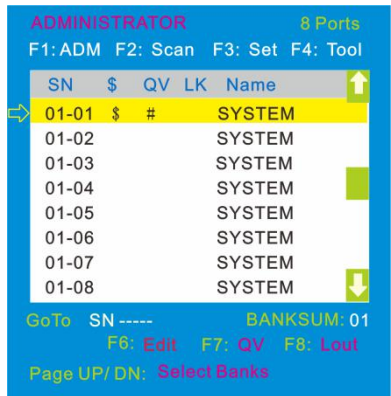 ADMINISTRATOR 8 Ports
F1: ADM F2: Scan F3: Set F4: Tool
SN $ QV LK Name
01-01 $ # SYSTEM
01-02 SYSTEM
01-03 SYSTEM
01-04 SYSTEM
01-05 SYSTEM
01-06 SYSTEM
01-07 SYSTEM
01-08 SYSTEM
GoTo SN ----- BANKSUM: 01
F6: Edit F7: QV F8: Lout
Page UP/ DN: Select Banks